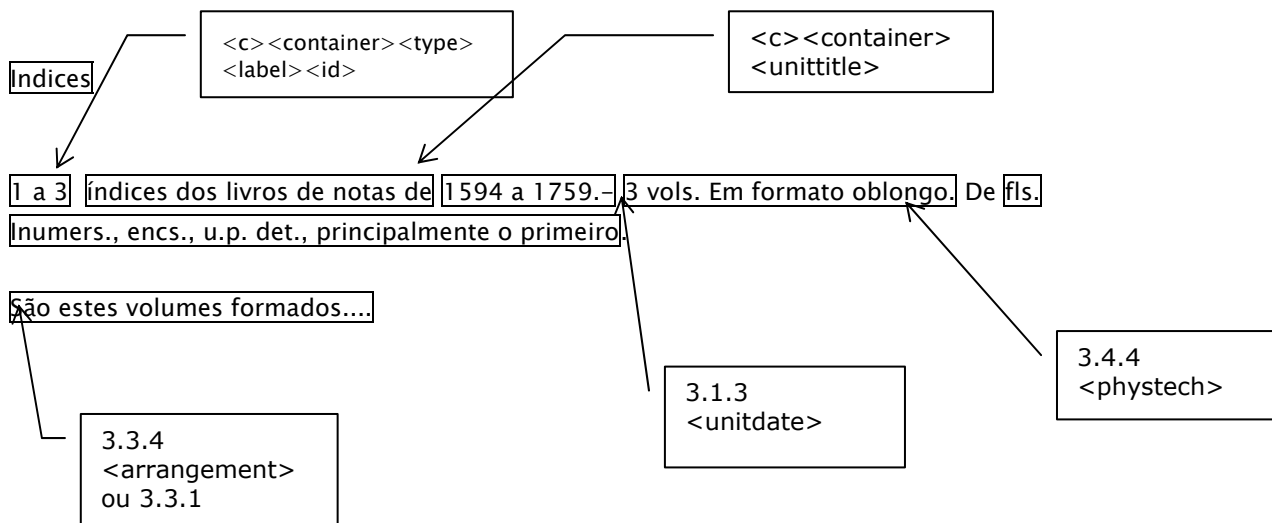 <c><container><type>
<label><id>
<c><container>
<unittitle>
Indices
1 a 3 índices dos livros de notas de 1594 a 1759.– 3 vols. Em formato oblongo. De fls.
Inumers., encs., u.p. det., principalmente o primeiro.
São estes volumes formados....
3.4.4
<phystech>
3.1.3
<unitdate>
3.3.4
<arrangement>
ou 3.3.1